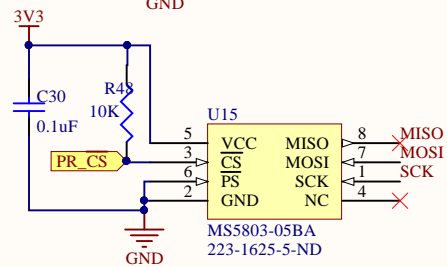 GND
3V3
C30
0.1uF
R48
10K
PR_CS
U15
5 VCC MISO 8 MISO
3 CS MOSI 7 MOSI
6 PS SCK 1 SCK
2 GND NC 4
MS5803-05BA
223-1625-5-ND
GND